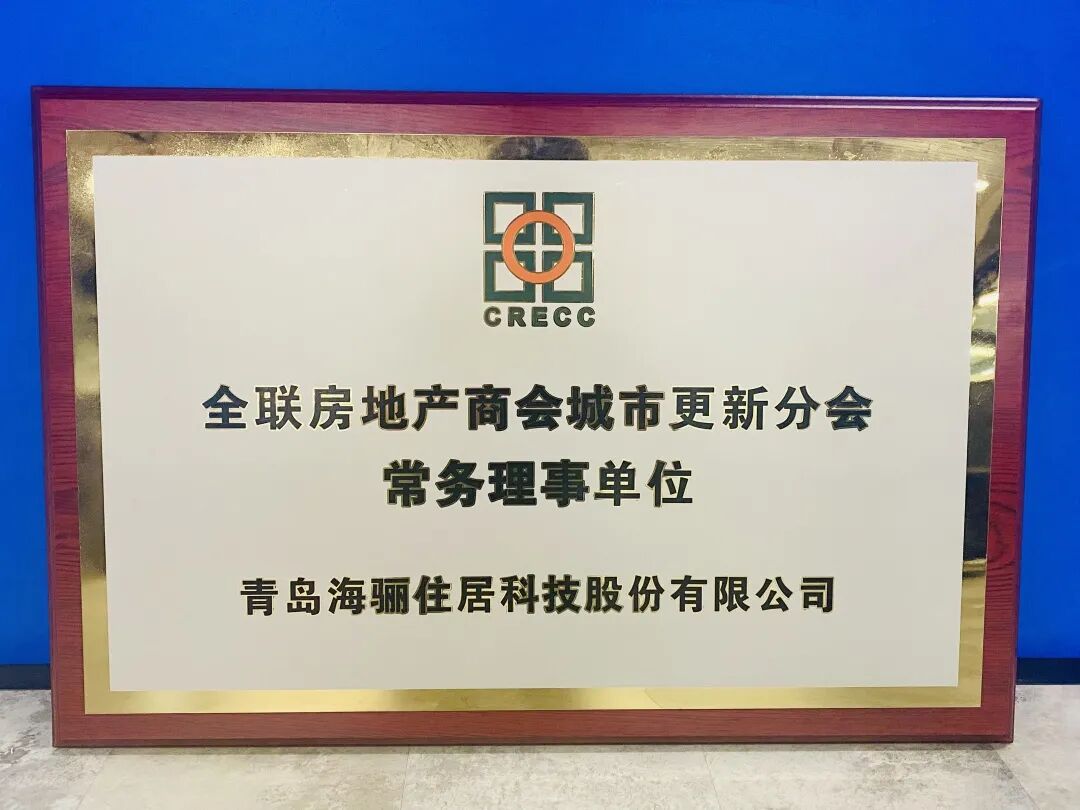 CRECC
全联房地产商会城市更新分会
常务理事单位
青岛海骊住居科技股份有限公司